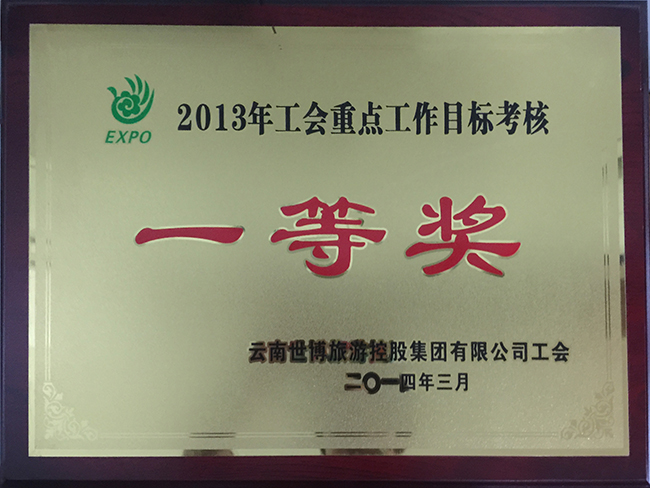 EXPO
2013年工会重点工作目标考核
一等奖
云南世博旅游控股集团有限公司工会
二〇一四年三月